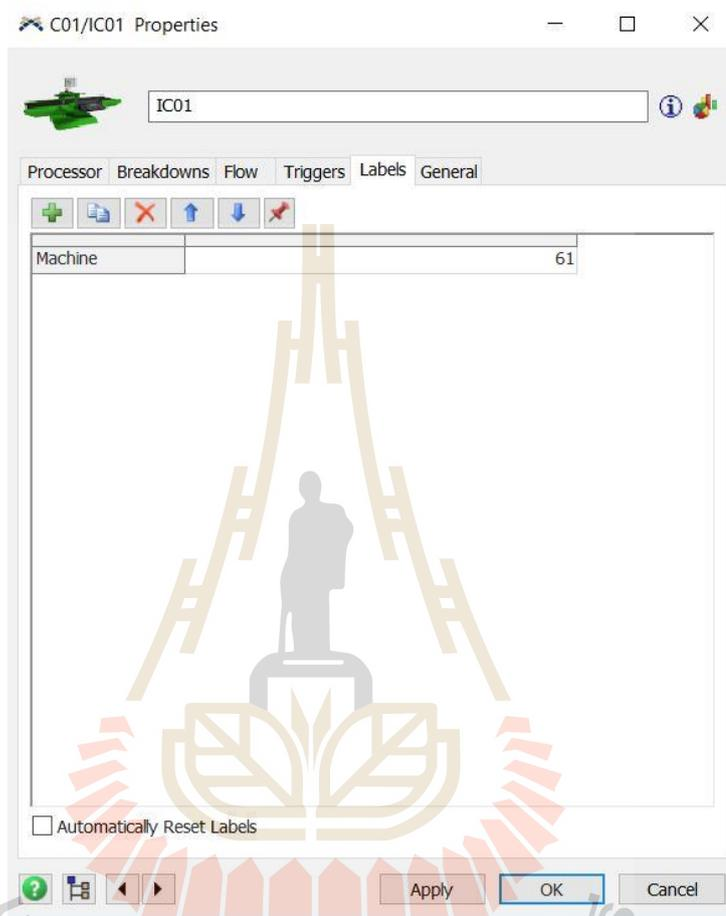 C01/IC01 Properties
IC01
Processor Breakdowns Flow Triggers Labels General
Machine 61
Automatically Reset Labels
Apply OK Cancel